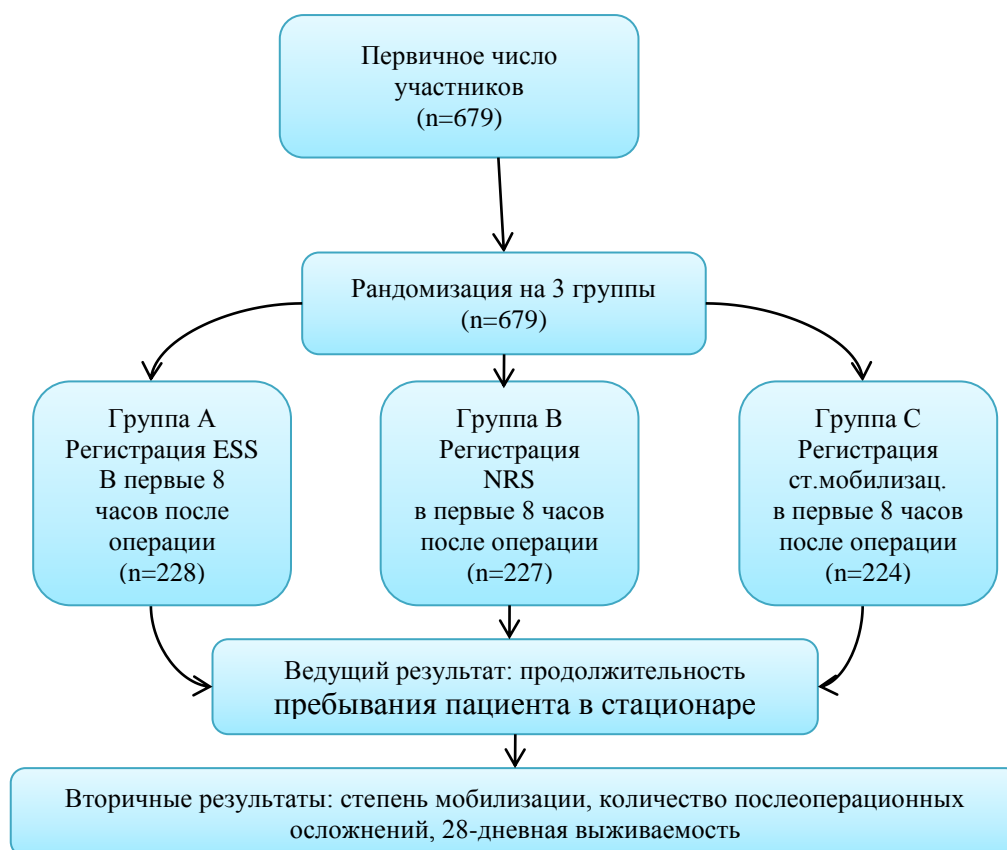 Первичное число
участников
(n=679)
Рандомизация на 3 группы
(n=679)
Группа А
Регистрация ESS
В первые 8
часов после
операции
(n=228)
Группа В
Регистрация
NRS
в первые 8 часов
после операции
(n=227)
Группа С
Регистрация
ст.мобилизац.
в первые 8 часов
после операции
(n=224)
Ведущий результат: продолжительность
пребывания пациента в стационаре
Вторичные результаты: степень мобилизации, количество послеоперационных
осложнений, 28-дневная выживаемость